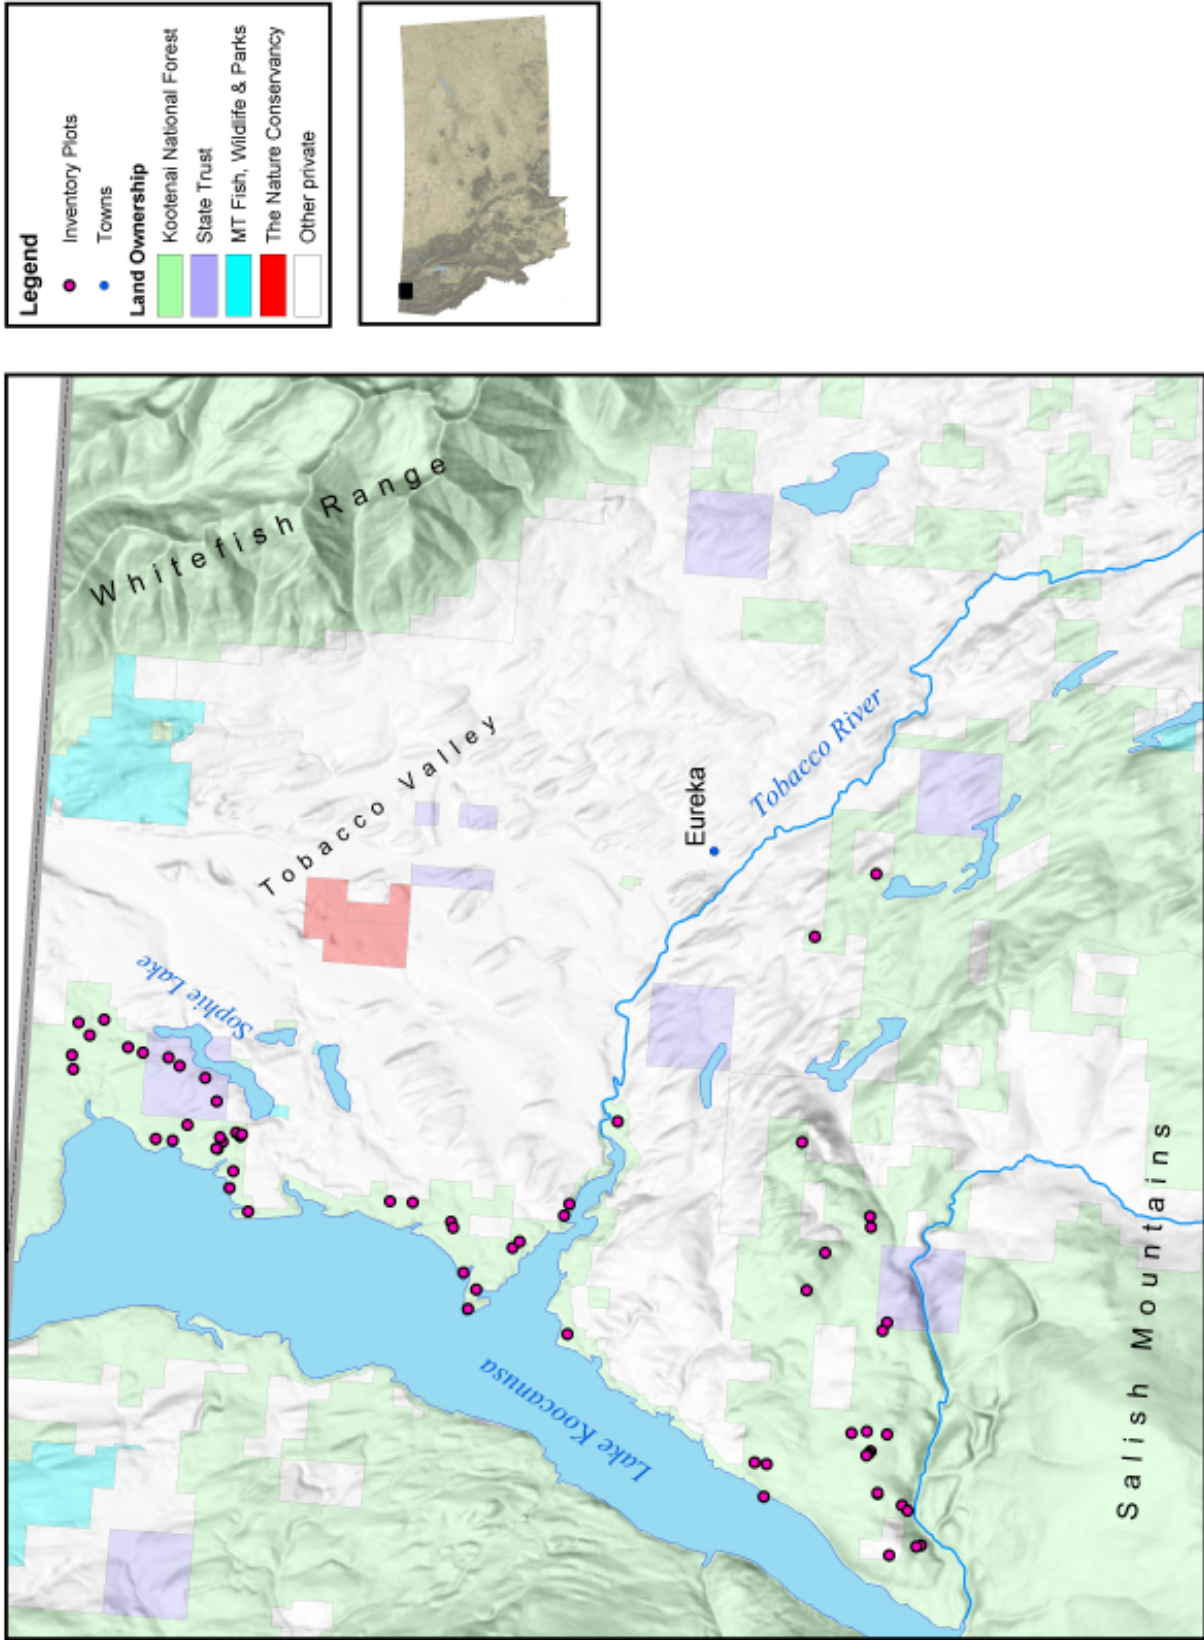 Legend
Inventory Plots
Towns
Land Ownership
Kootenai National Forest
State Trust
MT Fish, Wildlife & Parks
The Nature Conservancy
Other private
Whitefish Range
Tobacco Valley
Sophie Lake
Eureka
Tobacco River
Lake Koocanusa
Salish Mountains